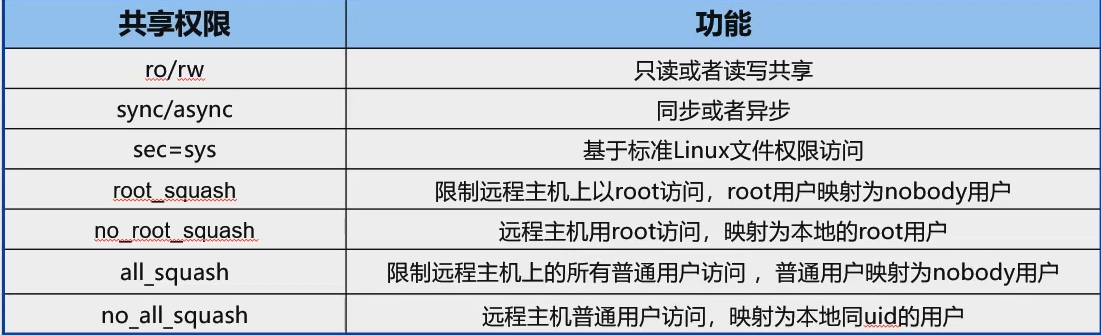 共享权限 功能
ro/rw 只读或者读写共享
sync/async 同步或者异步
sec=sys 基于标准Linux文件权限访问
root_squash 限制远程主机上以root访问，root用户映射为nobody用户
no_root_squash 远程主机用root访问，映射为本地的root用户
all_squash 限制远程主机上的所有普通用户访问 ，普通用户映射为nobody用户
no_all_squash 远程主机普通用户访问，映射为本地同uid的用户